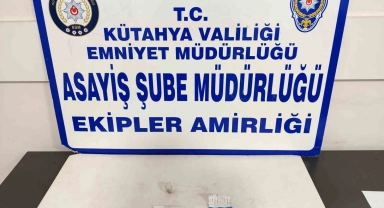 T.C.
KÜTAHYA VALİLİĞİ
EMNİYET MÜDÜRLÜĞÜ
ASAYİŞ ŞUBE MÜDÜRLÜĞÜ
EKİPLER AMİRLİĞİ